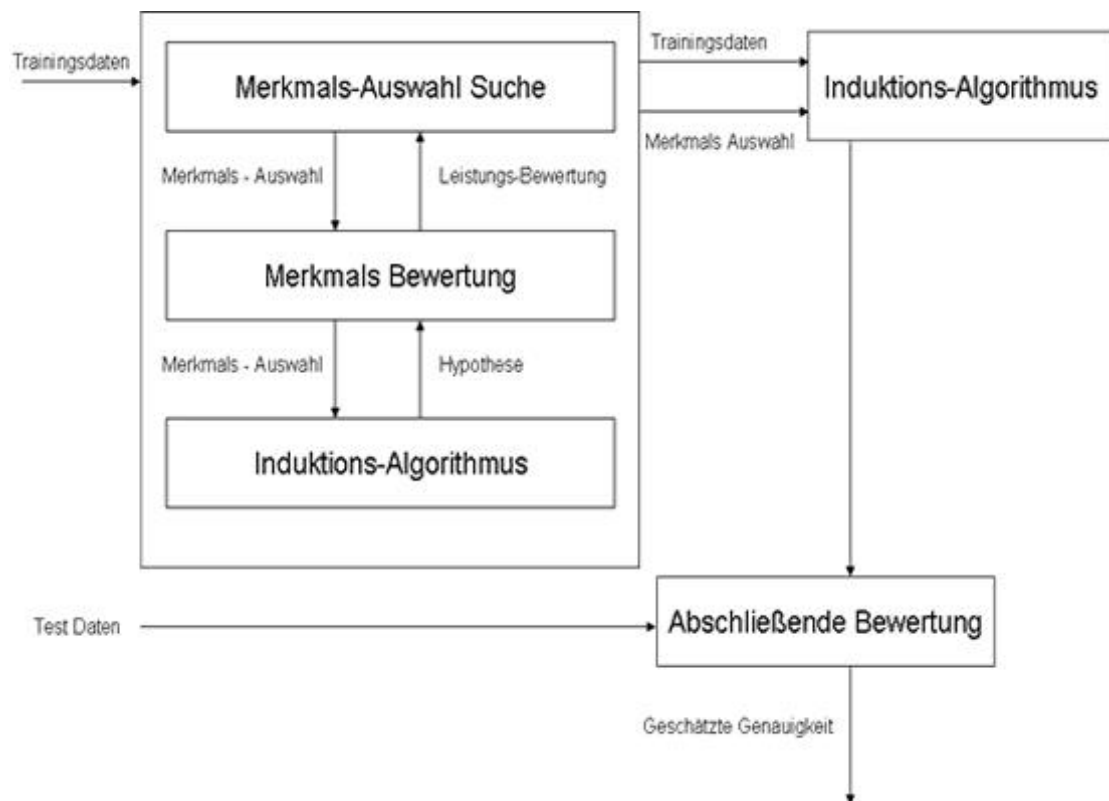 Trainingsdaten
Merkmals-Auswahl Suche
Trainingsdaten
Induktions-Algorithmus
Merkmals Auswahl
Merkmals - Auswahl
Leistungs-Bewertung
Merkmals Bewertung
Merkmals - Auswahl
Hypothese
Induktions-Algorithmus
Test Daten
Abschließende Bewertung
Geschätzte Genauigkeit